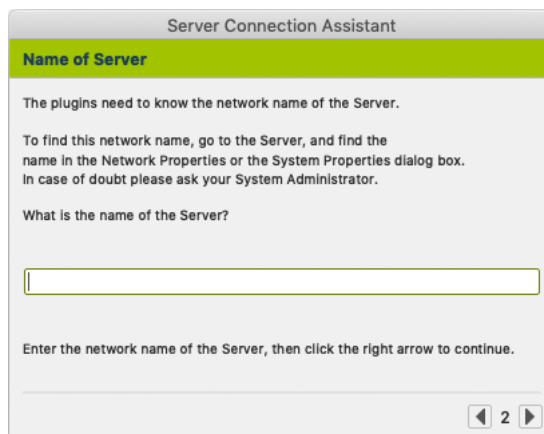 Server Connection Assistant
Name of Server
The plugins need to know the network name of the Server.
To find this network name, go to the Server, and find the
name in the Network Properties or the System Properties dialog box.
In case of doubt please ask your System Administrator.
What is the name of the Server?
Enter the network name of the Server, then click the right arrow to continue.
2